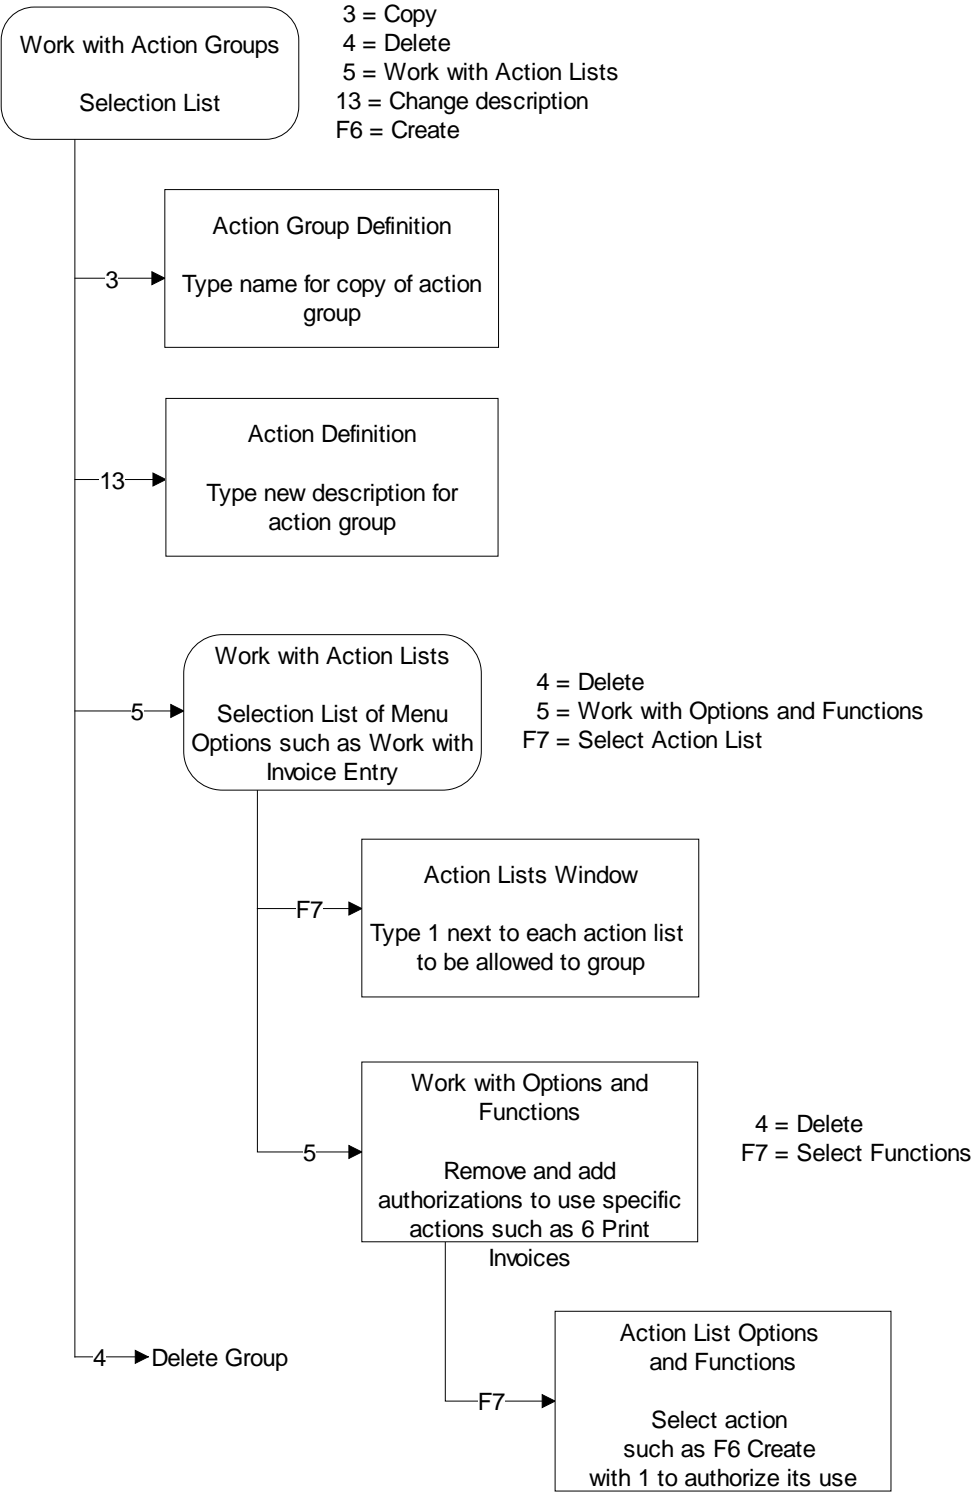 Work with Action Groups
Selection List
3 = Copy
4 = Delete
5 = Work with Action Lists
13 = Change description
F6 = Create
Action Group Definition
3
Type name for copy of action
group
Action Definition
13
Type new description for
action group
Work with Action Lists
5
Selection List of Menu
Options such as Work with
Invoice Entry
4 = Delete
5 = Work with Options and Functions
F7 = Select Action List
Action Lists Window
F7
Type 1 next to each action list
to be allowed to group
Work with Options and
Functions
5
Remove and add
authorizations to use specific
actions such as 6 Print
Invoices
4 = Delete
F7 = Select Functions
4
Delete Group
Action List Options
and Functions
F7
Select action
such as F6 Create
with 1 to authorize its use